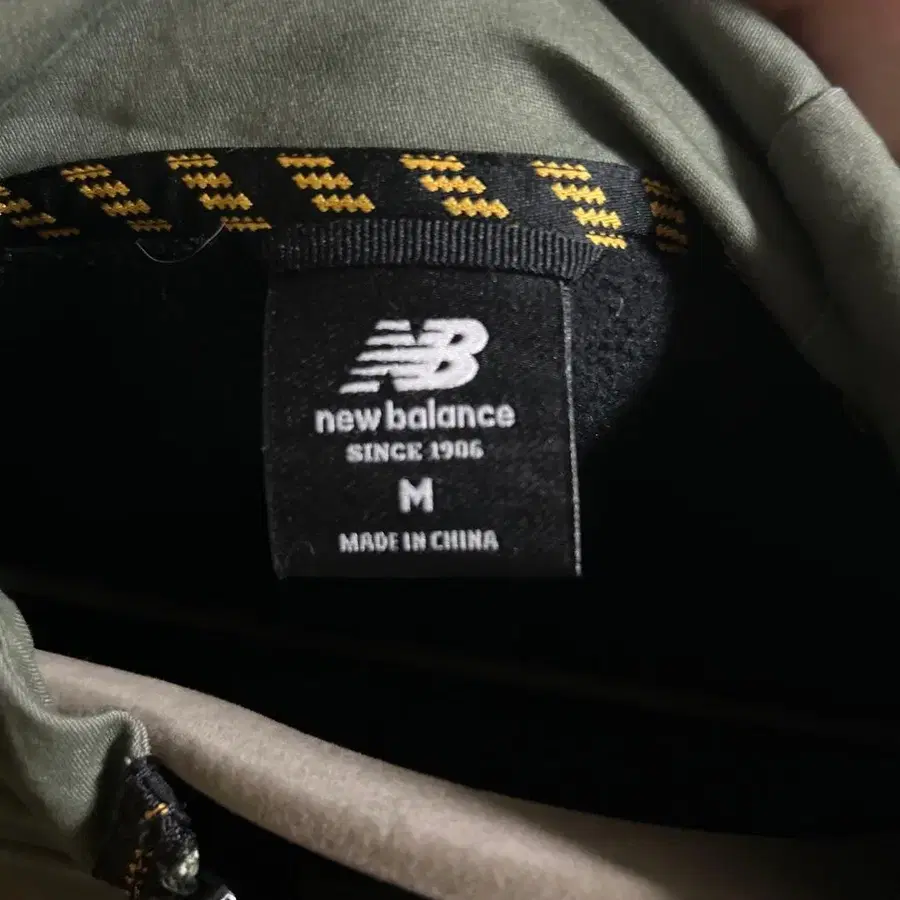 NB
new balance
SINCE 1906
M
MADE IN CHINA